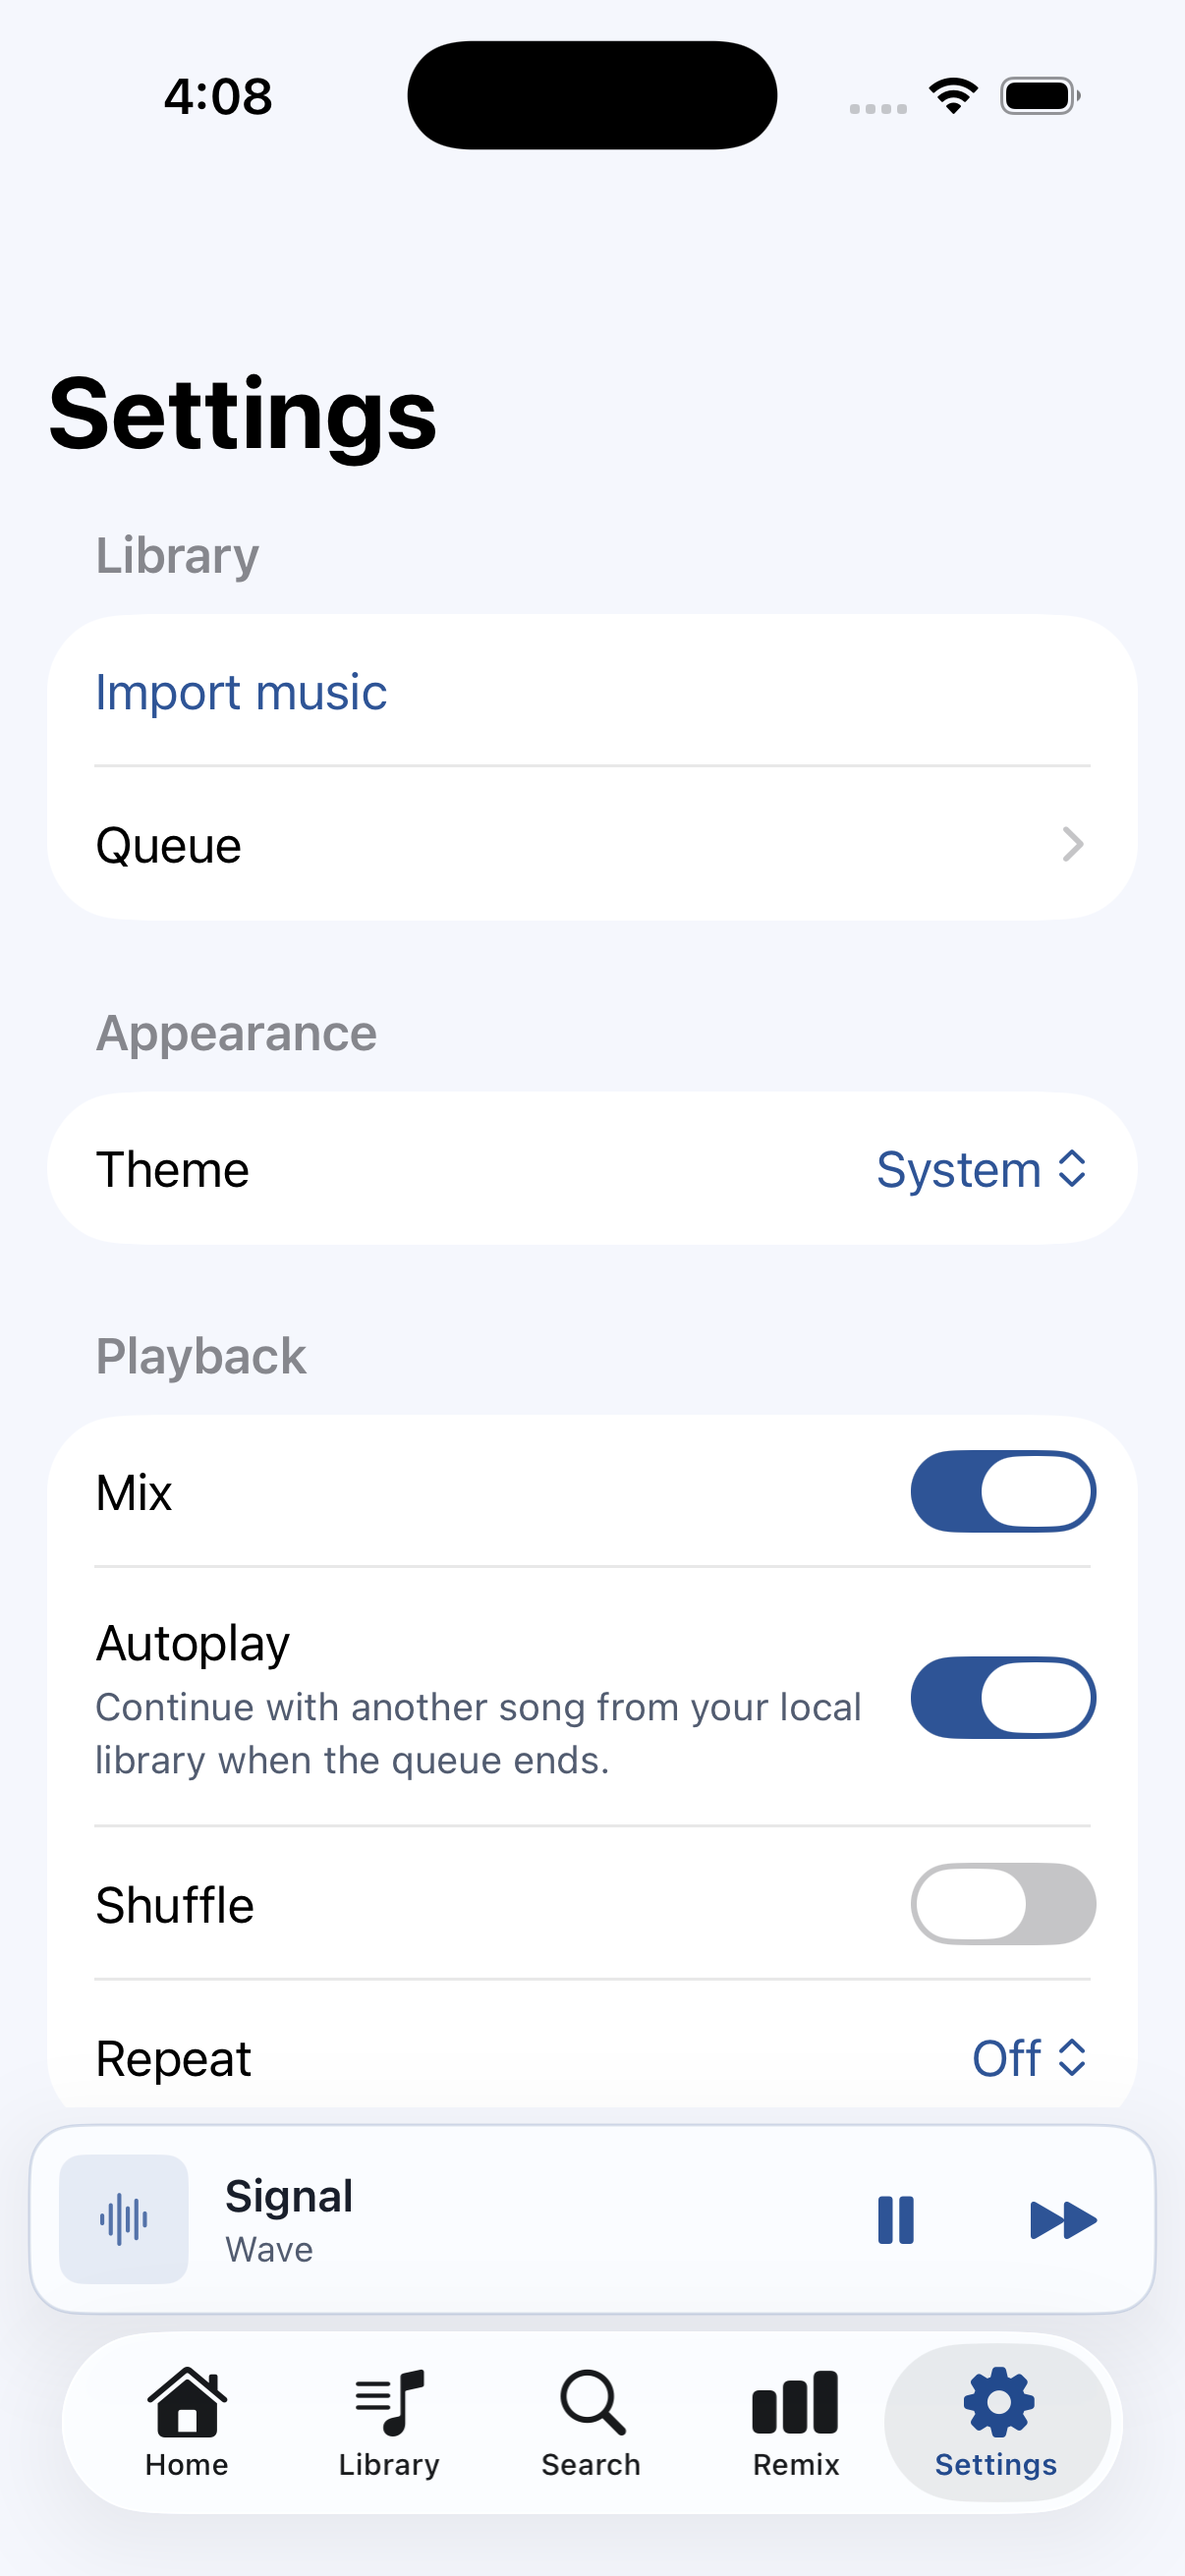 4:08
Settings
Library
Import music
Queue
Appearance
Theme
System
Playback
Mix
Autoplay
Continue with another song from your local
library when the queue ends.
Shuffle
Repeat
Off
Signal
Wave
Home
Library
Search
Remix
Settings